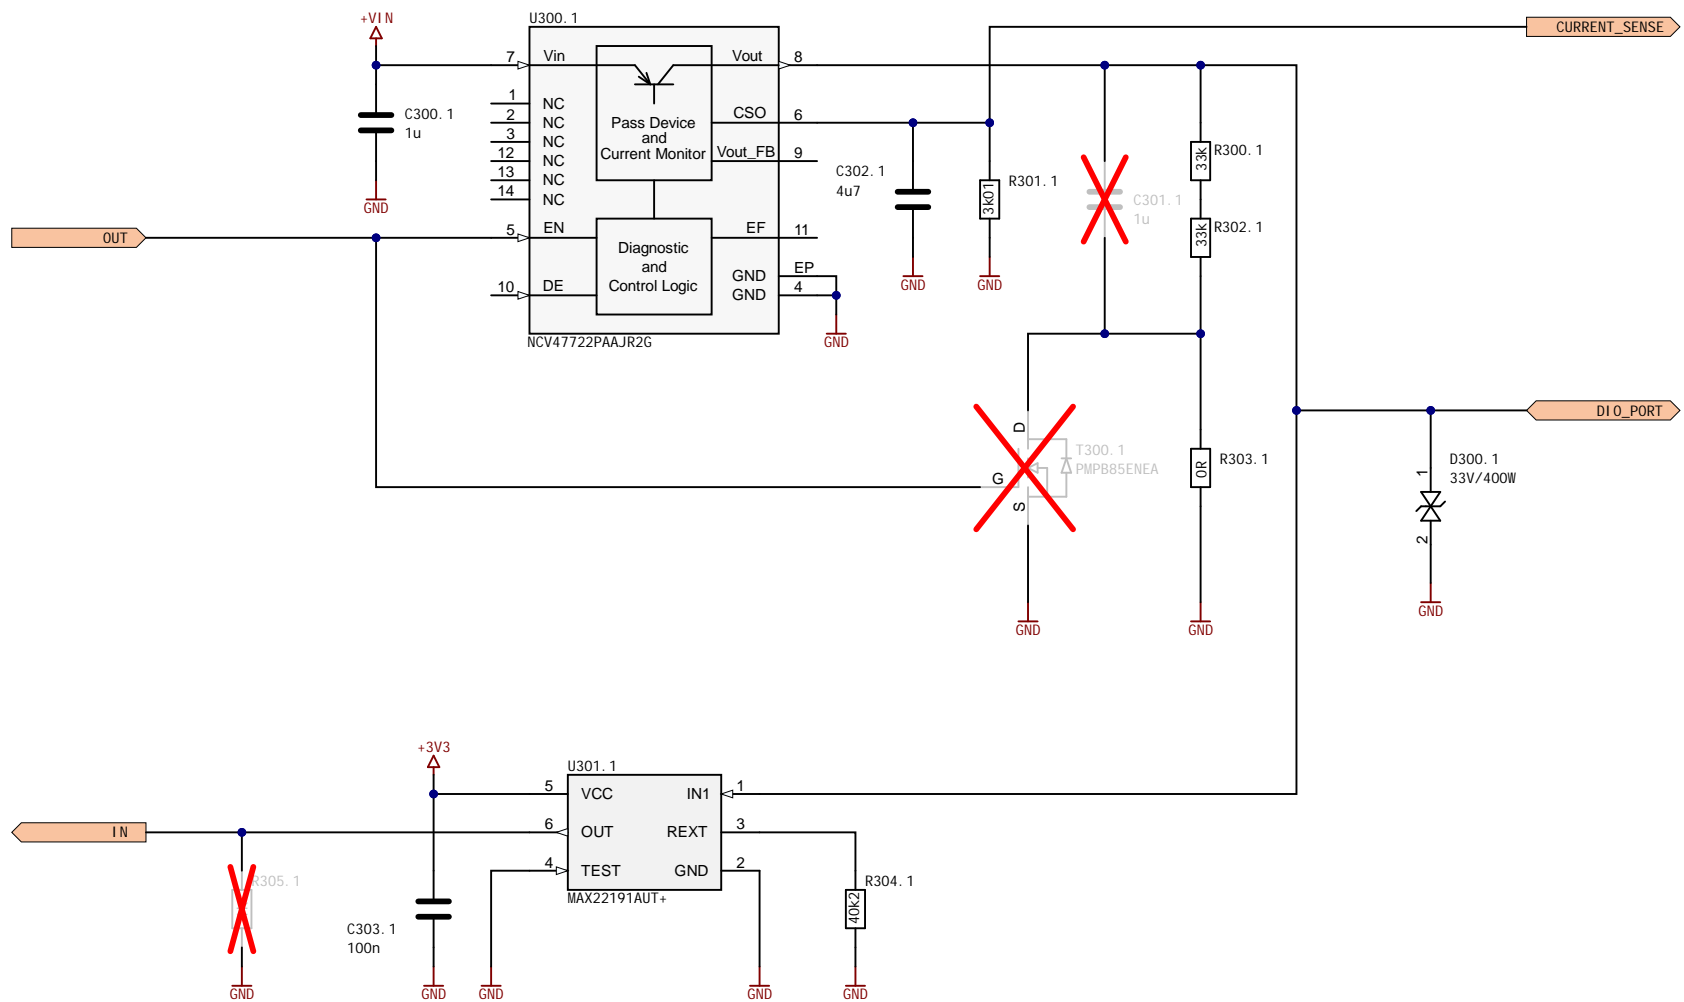 +VIN
U300.1
CURRENT_SENSE
7
Vin
Vout
8
1
NC
2
NC
3
NC
12
NC
13
NC
14
NC
CSO
6
Pass Device
and
Current Monitor
Vout_FB
9
C300.1
1u
GND
C302.1
4u7
GND
3k01
R301.1
GND
C301.1
1u
33k
R300.1
33k
R302.1
OUT
5
EN
EF
11
Diagnostic
and
Control Logic
10
DE
GND
EP
GND
4
NCV47722PAAJR2G
GND
DIO_PORT
D
G
S
T300.1
PMPB85ENEA
GND
0R
R303.1
GND
1
2
D300.1
33V/400W
GND
+3V3
U301.1
5
VCC
IN1
1
IN
6
OUT
REXT
3
4
TEST
GND
2
MAX22191AUT+
R305.1
GND
C303.1
100n
GND
GND
GND
40k2
R304.1
GND